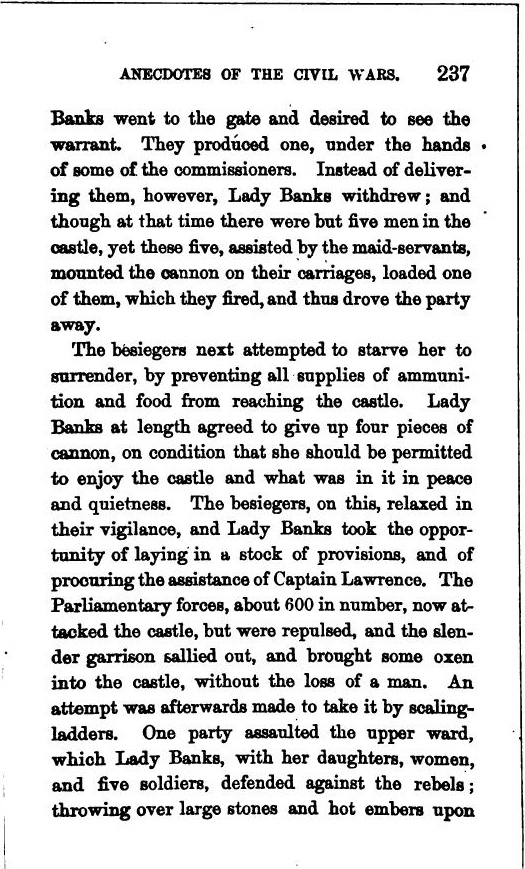 ANECDOTES OF THE CIVIL WARS. 237
Banks went to the gate and desired to see the
warrant. They produced one, under the hands
of some of the commissioners. Instead of deliver-
ing them, however, Lady Banks withdrew; and
though at that time there were but five men in the
castle, yet these five, assisted by the maid-servants,
mounted the cannon on their carriages, loaded one
of them, which they fired, and thus drove the party
away.
The besiegers next attempted to starve her to
surrender, by preventing all supplies of ammuni-
tion and food from reaching the castle. Lady
Banks at length agreed to give up four pieces of
cannon, on condition that she should be permitted
to enjoy the castle and what was in it in peace
and quietness. The besiegers, on this, relaxed in
their vigilance, and Lady Banks took the oppor-
tunity of laying in a stock of provisions, and of
procuring the assistance of Captain Lawrence. The
Parliamentary forces, about 600 in number, now at-
tacked the castle, but were repulsed, and the slen-
der garrison sallied out, and brought some oxen
into the castle, without the loss of a man. An
attempt was afterwards made to take it by scaling-
ladders. One party assaulted the upper ward,
which Lady Banks, with her daughters, women,
and five soldiers, defended against the rebels;
throwing over large stones and hot embers upon